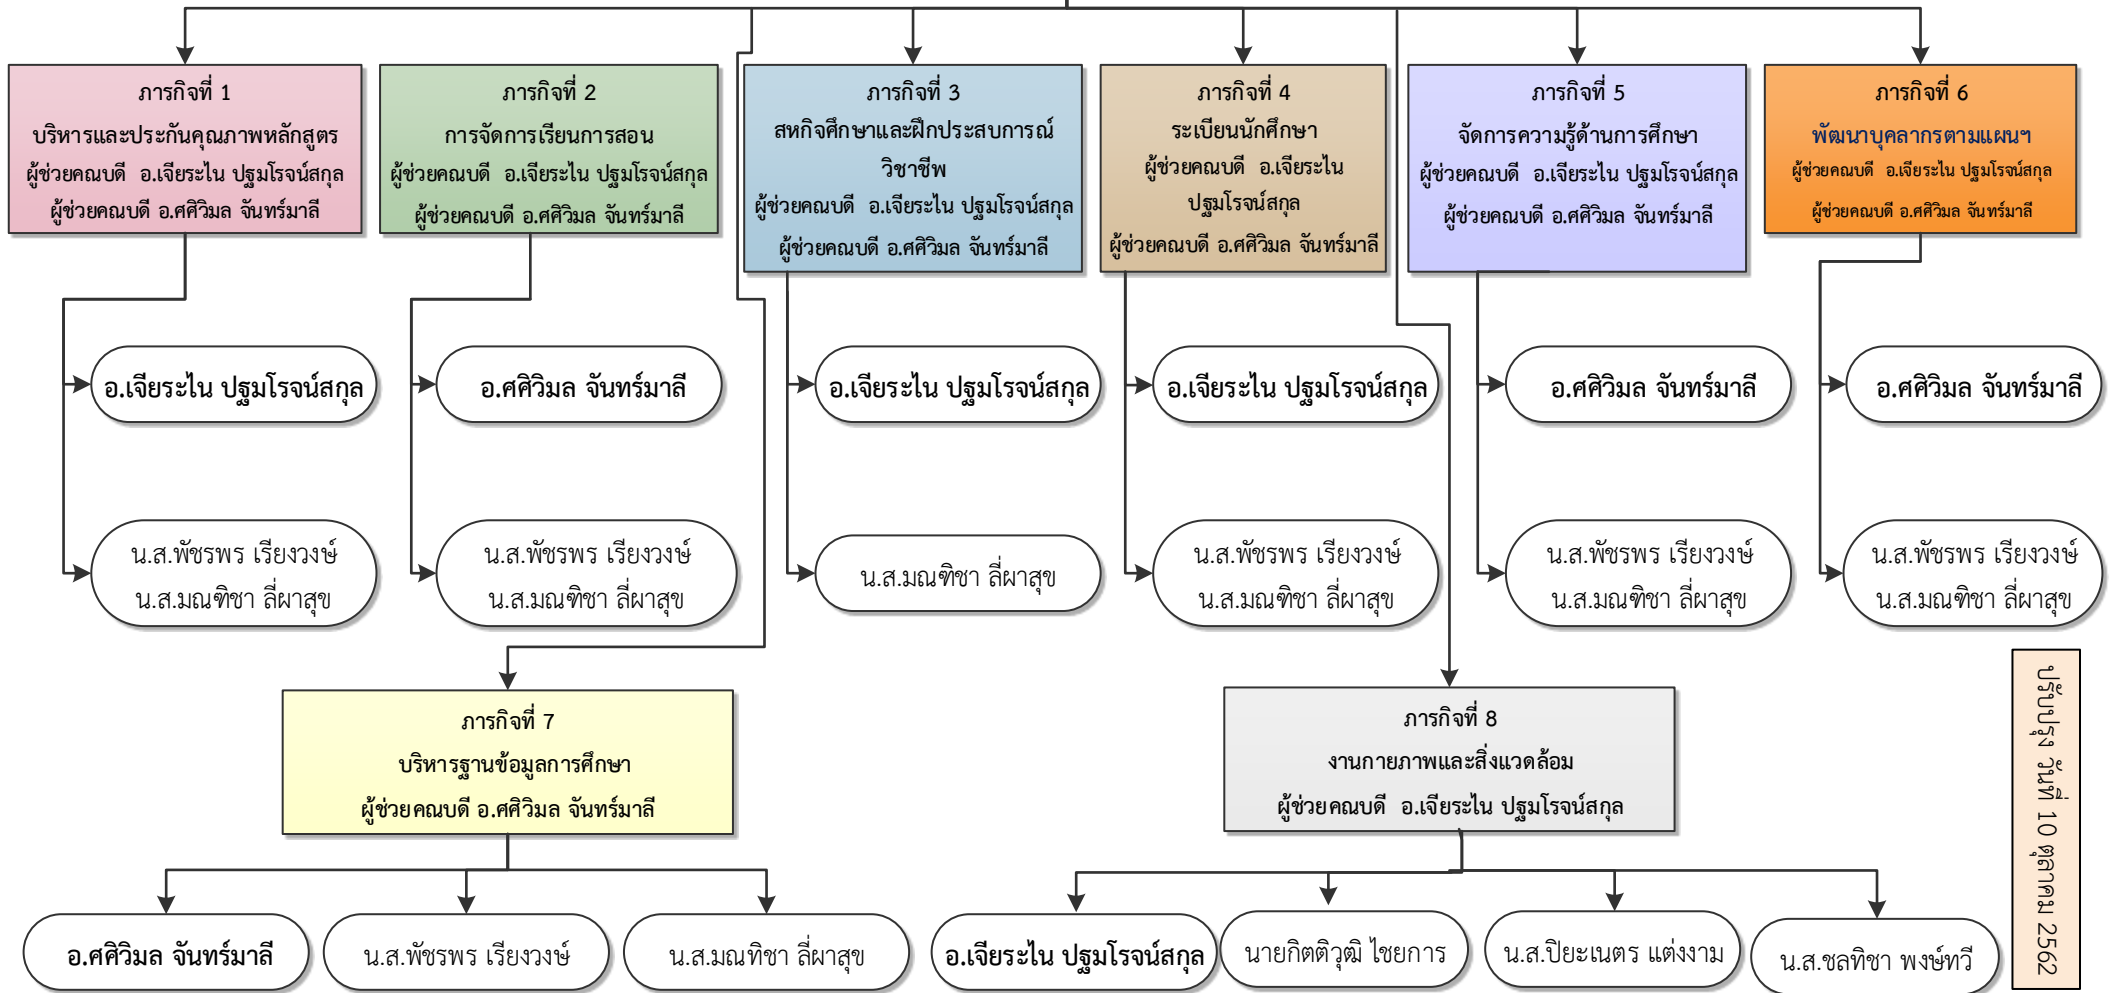 ภารกิจที่ 1
บริหารและประกันคุณภาพหลักสูตร
ผู้ช่วยคณบดี อ.เจียระไน ปฐมโรจน์สกุล
ผู้ช่วยคณบดี อ.ศศิวิมล จันทร์มาลี
ภารกิจที่ 2
การจัดการเรียนการสอน
ผู้ช่วยคณบดี อ.เจียระไน ปฐมโรจน์สกุล
ผู้ช่วยคณบดี อ.ศศิวิมล จันทร์มาลี
ภารกิจที่ 3
สหกิจศึกษาและฝึกประสบการณ์
วิชาชีพ
ผู้ช่วยคณบดี อ.เจียระไน ปฐมโรจน์สกุล
ผู้ช่วยคณบดี อ.ศศิวิมล จันทร์มาลี
ภารกิจที่ 4
ระเบียนนักศึกษา
ผู้ช่วยคณบดี อ.เจียระไน
ปฐมโรจน์สกุล
ผู้ช่วยคณบดี อ.ศศิวิมล จันทร์มาลี
ภารกิจที่ 5
จัดการความรู้ด้านการศึกษา
ผู้ช่วยคณบดี อ.เจียระไน ปฐมโรจน์สกุล
ผู้ช่วยคณบดี อ.ศศิวิมล จันทร์มาลี
ภารกิจที่ 6
พัฒนาบุคลากรตามแผนฯ
ผู้ช่วยคณบดี อ.เจียระไน ปฐมโรจน์สกุล
ผู้ช่วยคณบดี อ.ศศิวิมล จันทร์มาลี
อ.เจียระไน ปฐมโรจน์สกุล
อ.ศศิวิมล จันทร์มาลี
อ.เจียระไน ปฐมโรจน์สกุล
อ.เจียระไน ปฐมโรจน์สกุล
อ.ศศิวิมล จันทร์มาลี
อ.ศศิวิมล จันทร์มาลี
น.ส.พัชรพร เรียงวงษ์
น.ส.มณฑิชา ลี่ผาสุข
น.ส.พัชรพร เรียงวงษ์
น.ส.มณฑิชา ลี่ผาสุข
น.ส.มณฑิชา ลี่ผาสุข
น.ส.พัชรพร เรียงวงษ์
น.ส.มณฑิชา ลี่ผาสุข
น.ส.พัชรพร เรียงวงษ์
น.ส.มณฑิชา ลี่ผาสุข
น.ส.พัชรพร เรียงวงษ์
น.ส.มณฑิชา ลี่ผาสุข
ภารกิจที่ 7
บริหารฐานข้อมูลการศึกษา
ผู้ช่วยคณบดี อ.ศศิวิมล จันทร์มาลี
ภารกิจที่ 8
งานกายภาพและสิ่งแวดล้อม
ผู้ช่วยคณบดี อ.เจียระไน ปฐมโรจน์สกุล
ปรับปรุง วันที่ 10 ตุลาคม 2562
อ.ศศิวิมล จันทร์มาลี
น.ส.พัชรพร เรียงวงษ์
น.ส.มณทิชา ลี่ผาสุข
อ.เจียระไน ปฐมโรจน์สกุล
นายกิตติวุฒิ ไชยการ
น.ส.ปิยะเนตร แต่งงาม
น.ส.ชลทิชา พงษ์ทวี